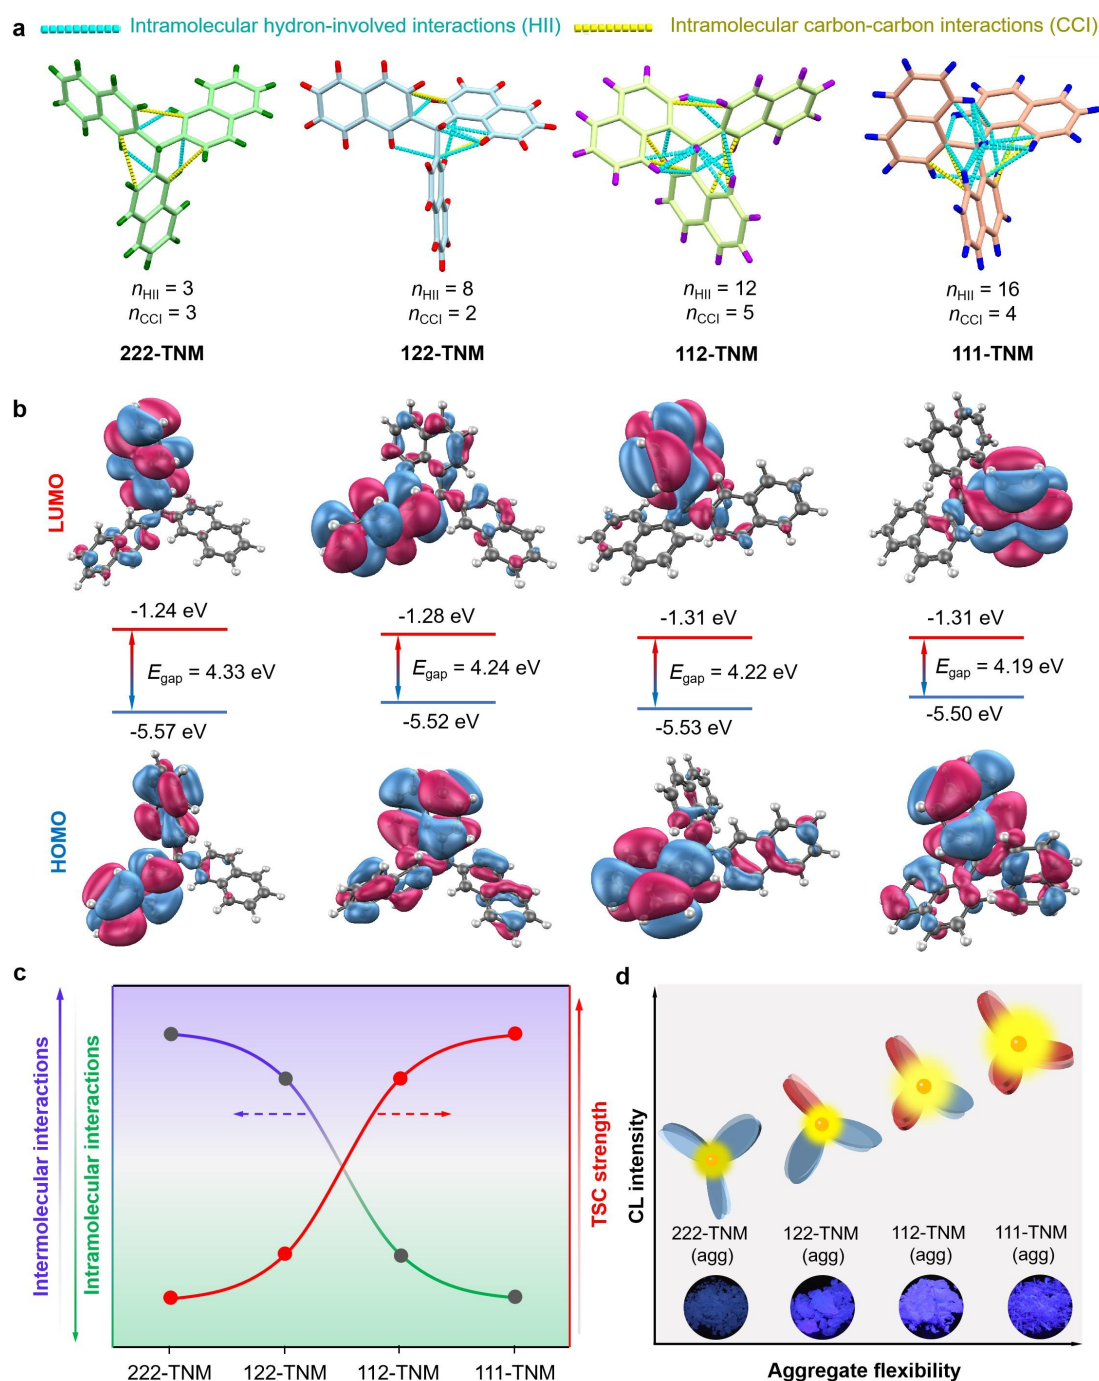 a Intramolecular hydron-involved interactions (HII) Intramolecular carbon-carbon interactions (CCI)
nHII = 3 nHII = 8 nHII = 12 nHII = 16
nCCI = 3 nCCI = 2 nCCI = 5 nCCI = 4
222-TNM 122-TNM 112-TNM 111-TNM
b
LUMO
-1.24 eV -1.28 eV -1.31 eV -1.31 eV
Egap = 4.33 eV Egap = 4.24 eV Egap = 4.22 eV Egap = 4.19 eV
-5.57 eV -5.52 eV -5.53 eV -5.50 eV
HOMO
c
Intermolecular interactions
Intramolecular interactions
TSC strength
222-TNM 122-TNM 112-TNM 111-TNM
d
CL intensity
222-TNM 122-TNM 112-TNM 111-TNM
(agg) (agg) (agg) (agg)
Aggregate flexibility